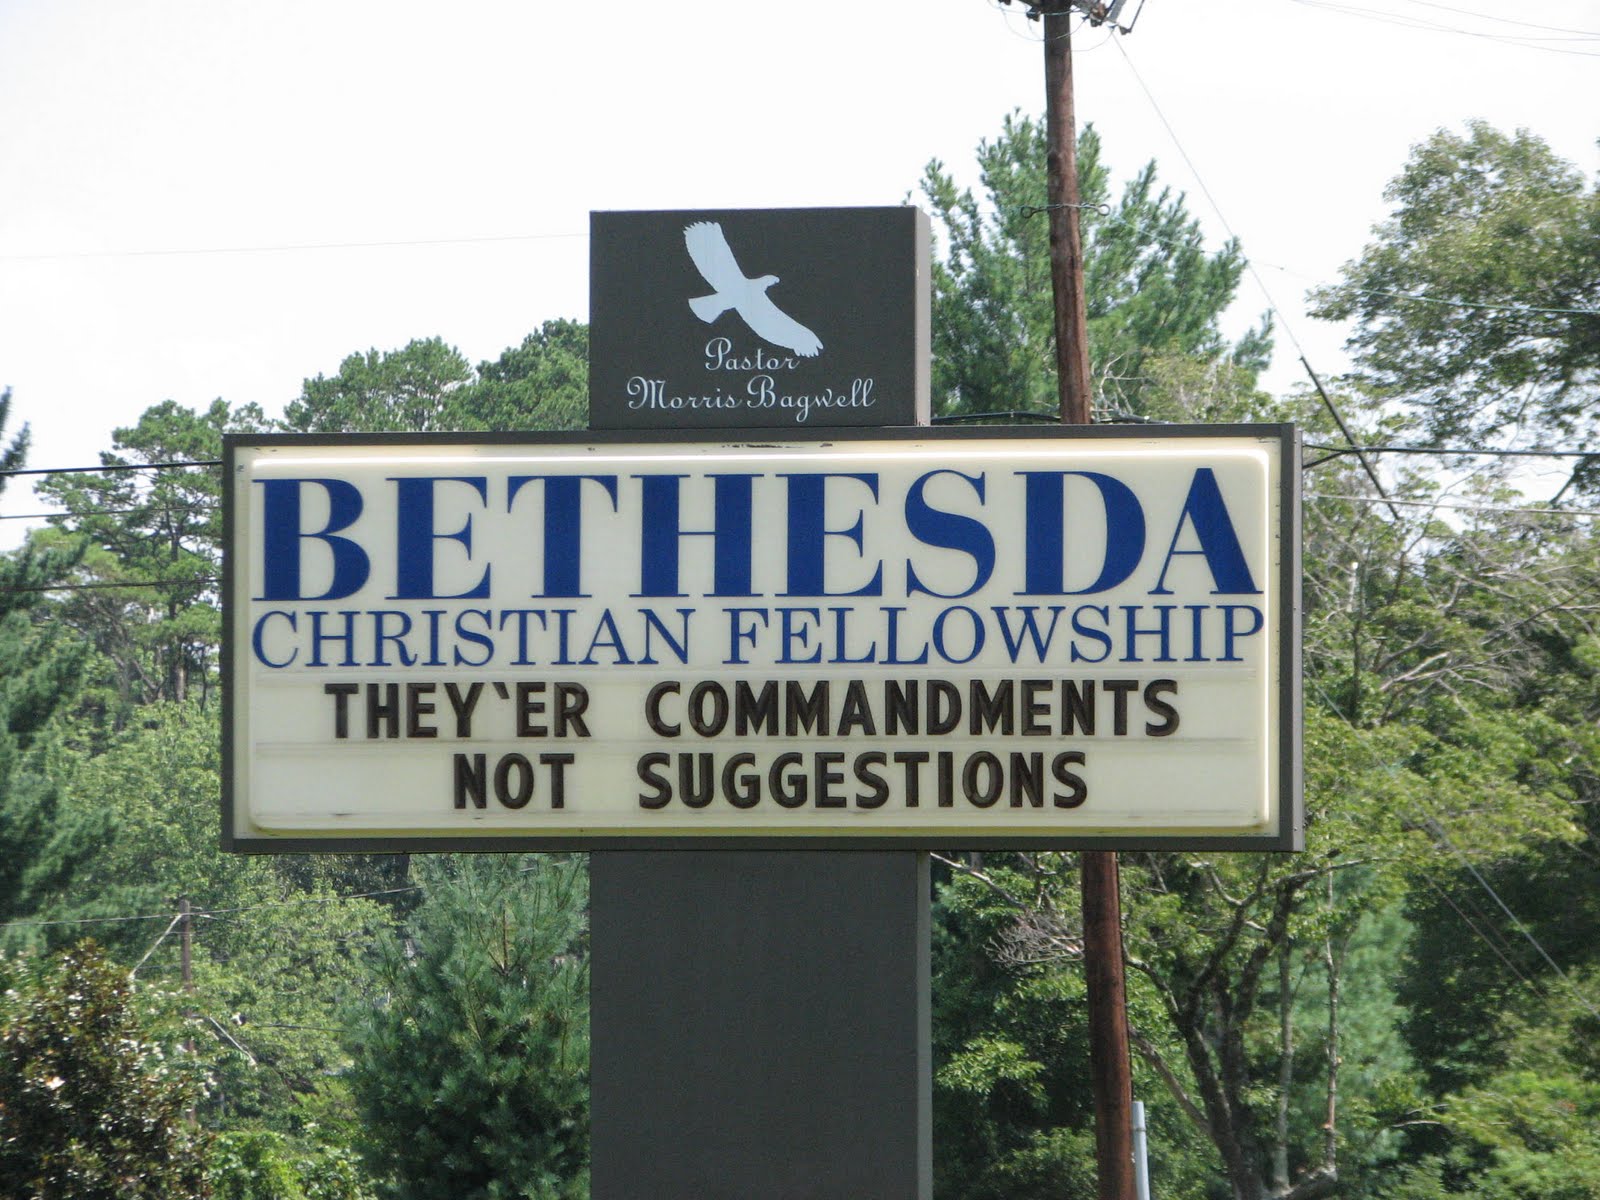 Pastor
Morris Bagwell
BETHESDA
CHRISTIAN FELLOWSHIP
THEY`ER COMMANDMENTS
NOT SUGGESTIONS